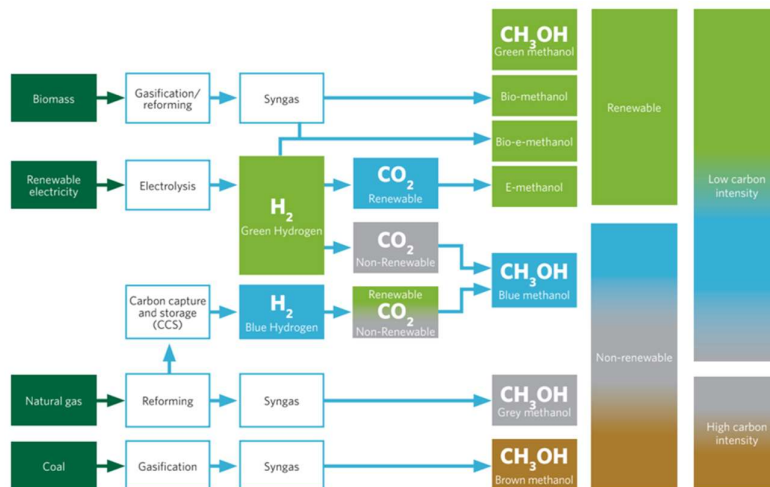 CH₃OH
Green methanol
Biomass
Gasification/
reforming
Syngas
Bio-methanol
Renewable
Bio-e-methanol
Renewable
electricity
Electrolysis
H₂
Green Hydrogen
CO₂
Renewable
E-methanol
Low carbon
intensity
CO₂
Non-Renewable
CH₃OH
Blue methanol
Carbon capture
and storage
(CCS)
H₂
Blue Hydrogen
Renewable
CO₂
Non-Renewable
Non-renewable
Natural gas
Reforming
Syngas
CH₃OH
Grey methanol
High carbon
intensity
Coal
Gasification
Syngas
CH₃OH
Brown methanol